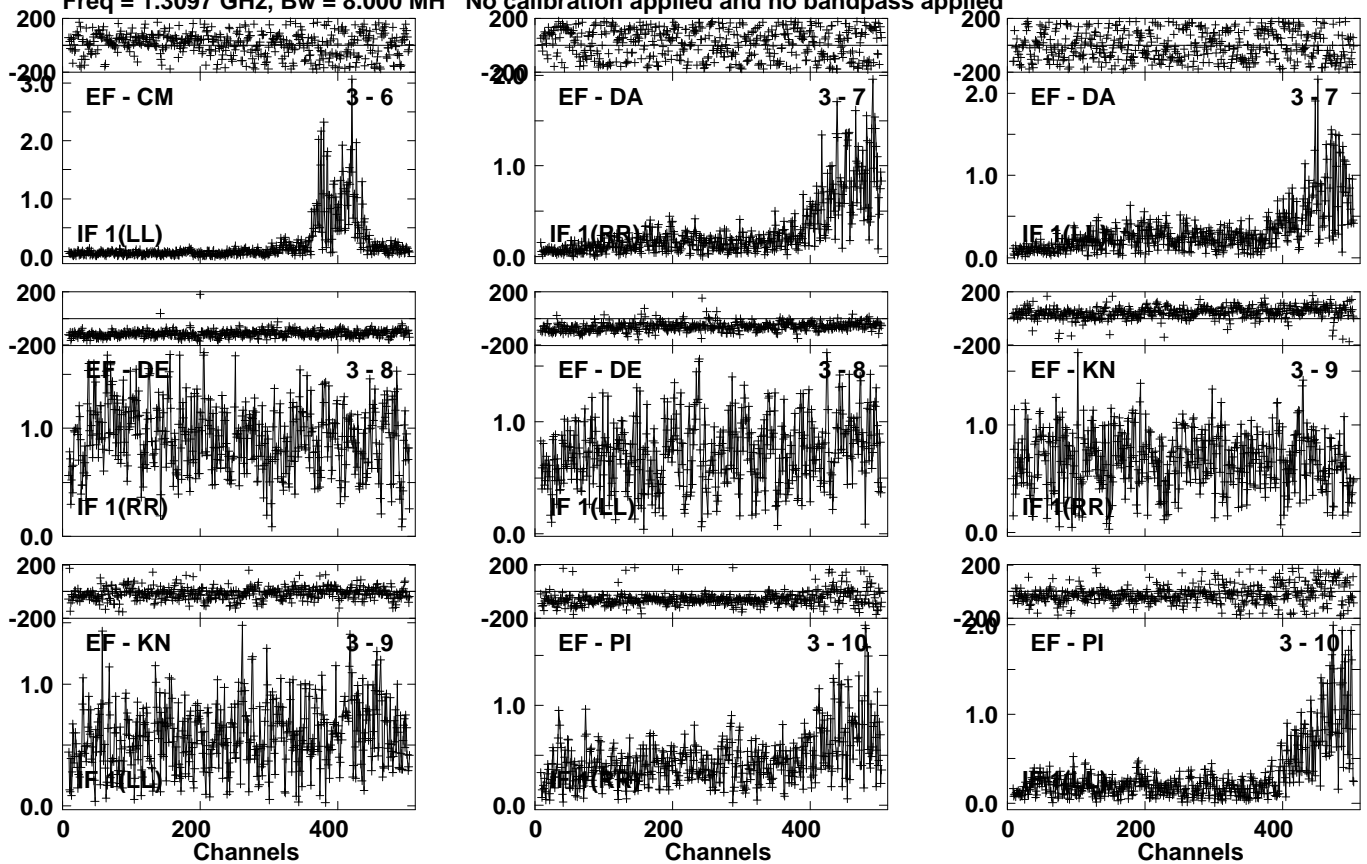 Freq = 1.3097 GHz, Bw = 8.000 MH No calibration applied and no bandpass applied
200
-200
3.0
2.0
1.0
0.0
EF - CM 3 - 6
IF 1(LL)
200
-200
2.0
1.0
0.0
EF - DA 3 - 7
IF 1(RR)
200
-200
2.0
1.0
0.0
EF - DA 3 - 7
IF 1(LL)
200
-200
1.0
0.0
EF - DE 3 - 8
IF 1(RR)
200
-200
1.0
0.0
EF - DE 3 - 8
IF 1(LL)
200
-200
1.0
0.0
EF - KN 3 - 9
IF 1(RR)
200
-200
1.0
0.0
EF - KN 3 - 9
IF 1(LL)
0 200 400
Channels
200
-200
1.0
0.0
EF - PI 3 - 10
IF 1(RR)
0 200 400
Channels
200
-200
2.0
1.0
0.0
EF - PI 3 - 10
IF 1(LL)
0 200 400
Channels